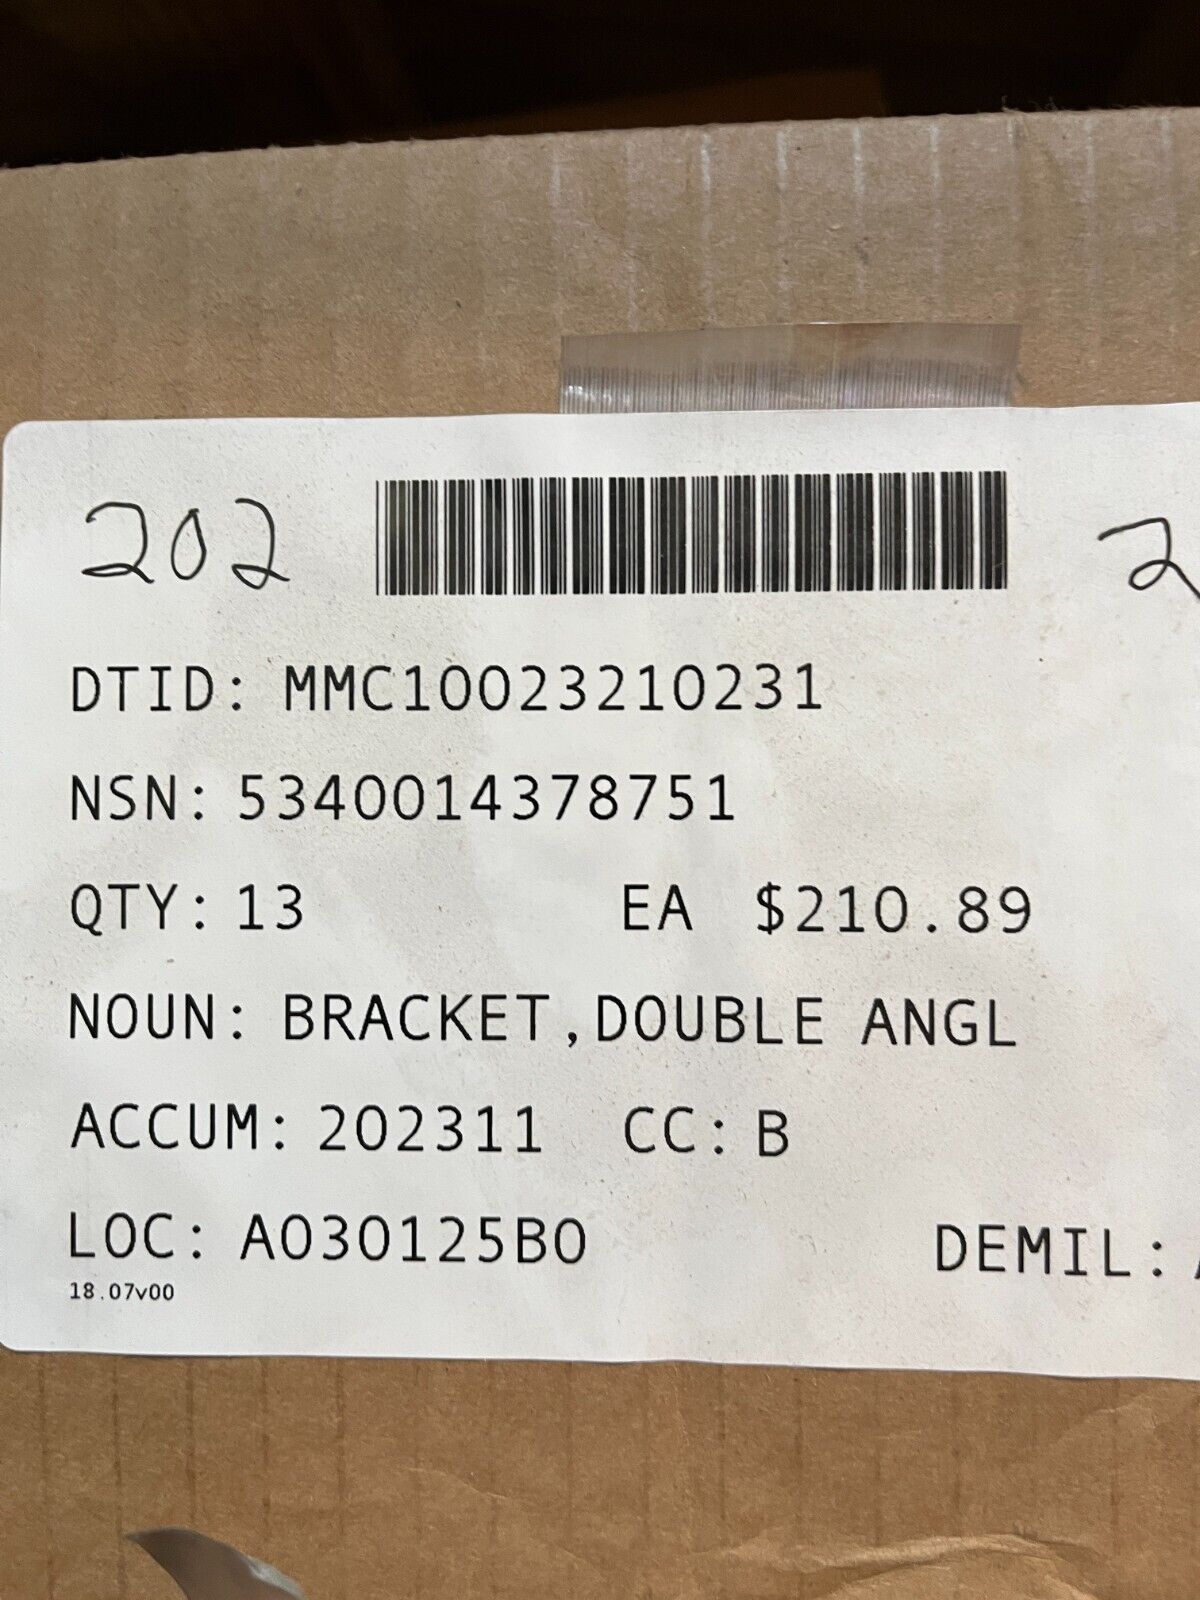 202 2
DTID: MMC10023210231
NSN: 5340014378751
QTY: 13 EA $210.89
NOUN: BRACKET,DOUBLE ANGL
ACCUM: 202311 CC: B
LOC: A030125B0 DEMIL:
18.07v00